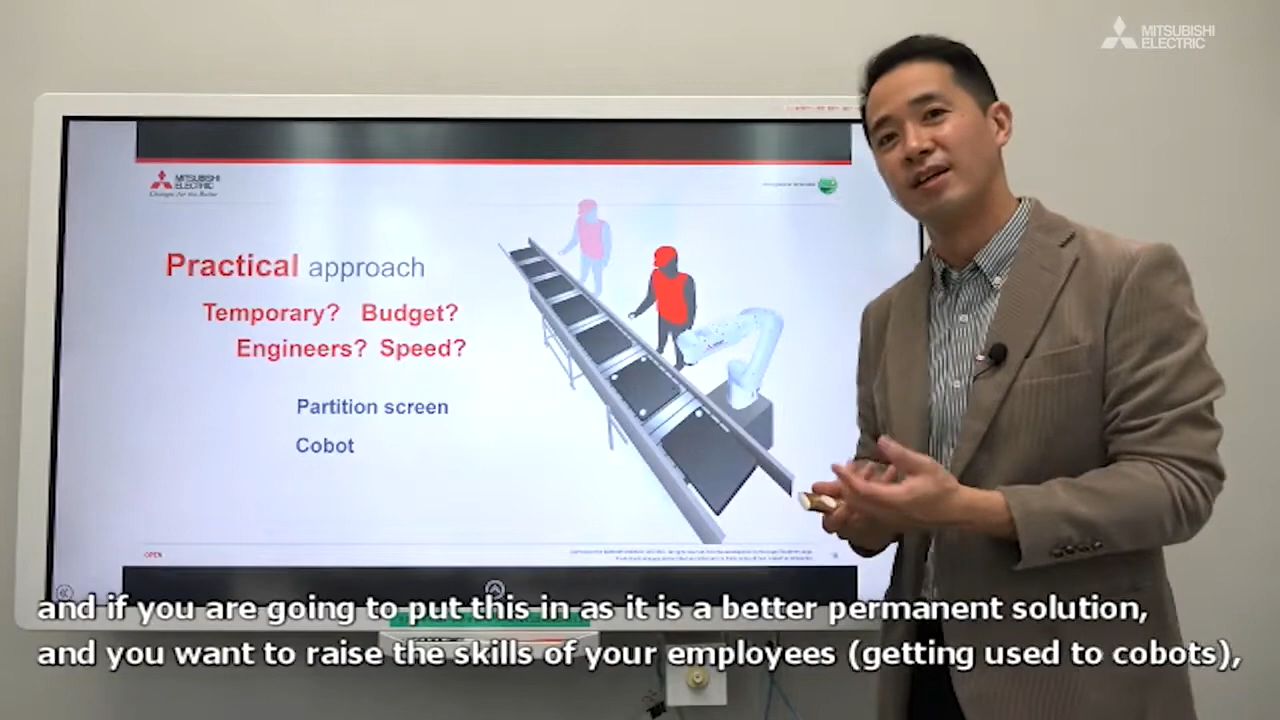 MITSUBISHI
ELECTRIC
MITSUBISHI
ELECTRIC
Changes for the Better
Practical approach
Temporary? Budget?
Engineers? Speed?
Partition screen
Cobot
OPEN
and if you are going to put this in as it is a better permanent solution,
and you want to raise the skills of your employees (getting used to cobots),